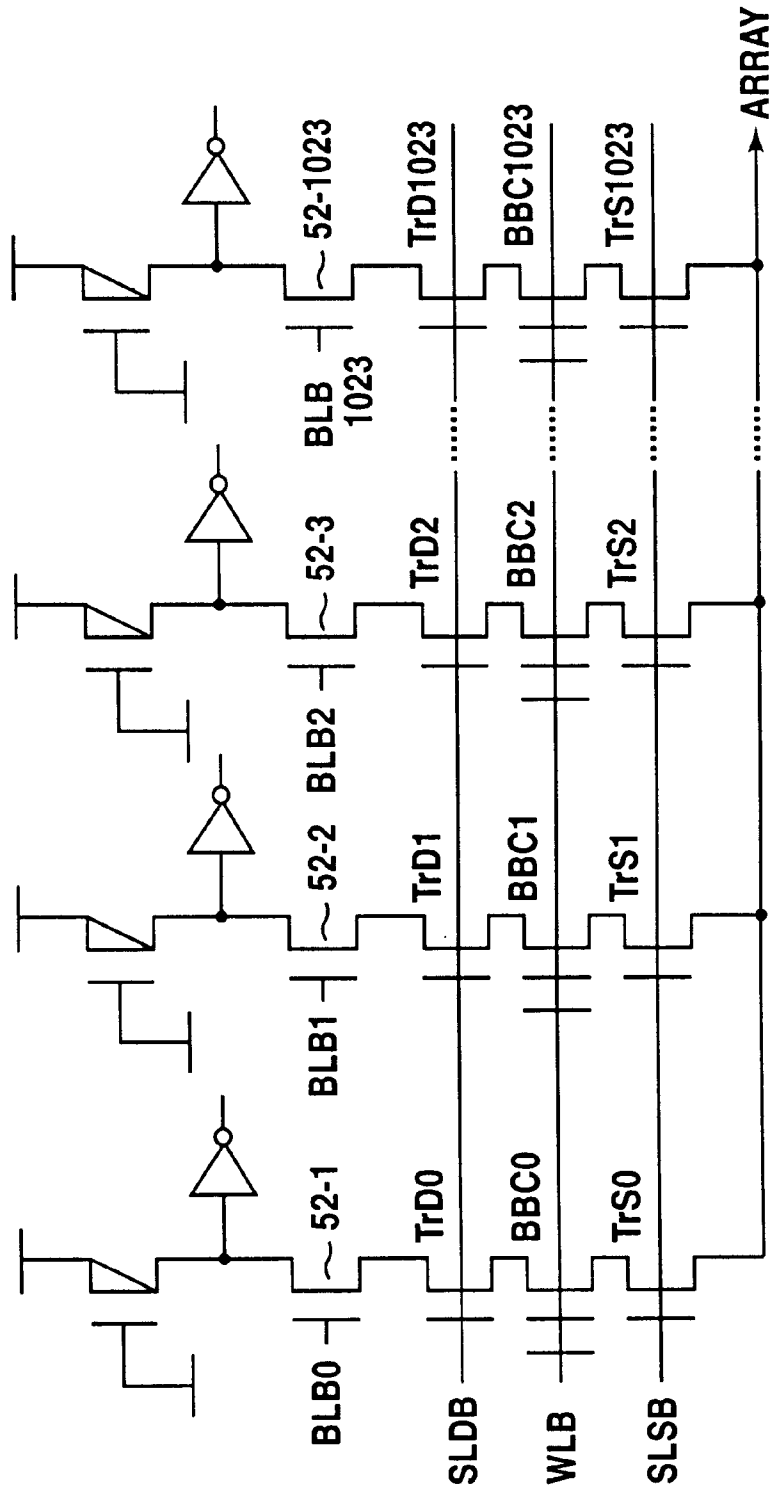 BLB0 52-1
BLB1 52-2
BLB2 52-3
BLB
1023 52-1023
SLDB TrD0 TrD1 TrD2 ...... TrD1023
WLB BBC0 BBC1 BBC2 ...... BBC1023
SLSB TrS0 TrS1 TrS2 ...... TrS1023
...... ARRAY